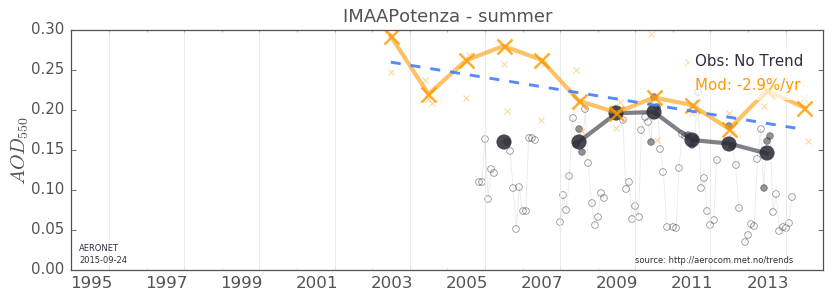 IMAAPotenza - summer
0.30
0.25
0.20
0.15
0.10
0.05
0.00
AOD550
Obs: No Trend
Mod: -2.9%/yr
AERONET
2015-09-24
source: http://aerocom.met.no/trends
1995 1997 1999 2001 2003 2005 2007 2009 2011 2013